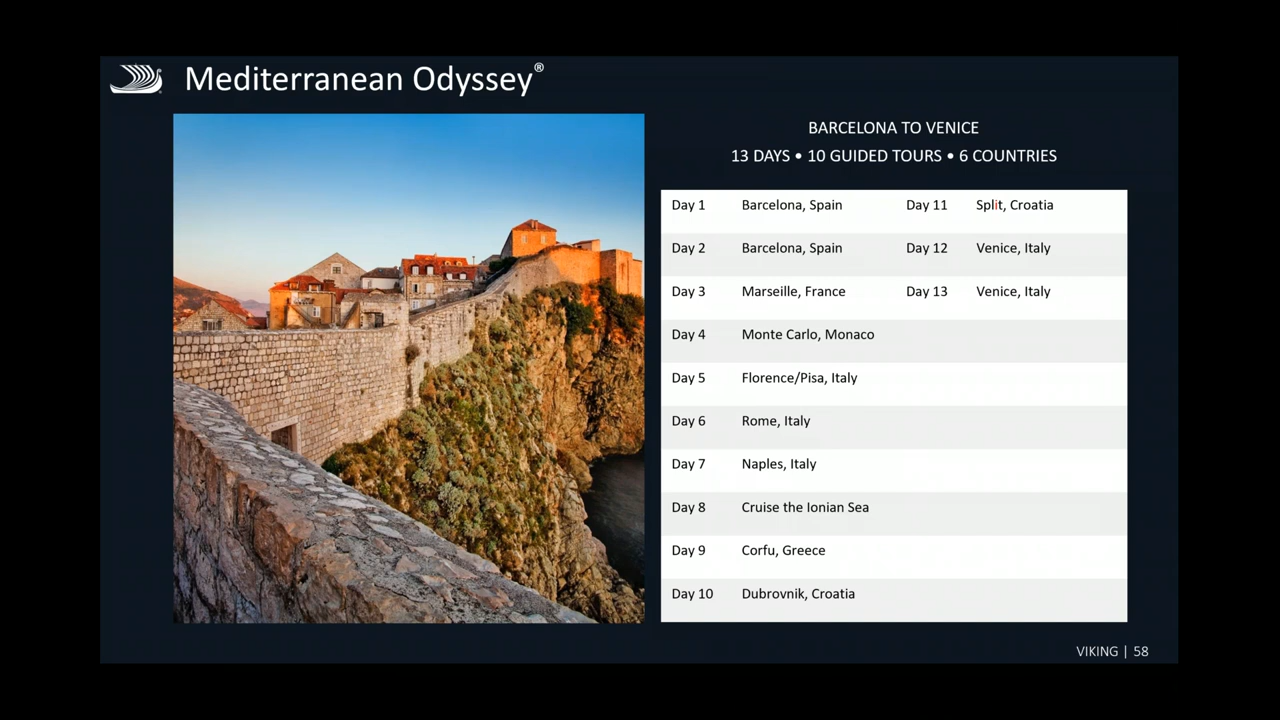 Mediterranean Odyssey®
BARCELONA TO VENICE
13 DAYS • 10 GUIDED TOURS • 6 COUNTRIES
Day 1 Barcelona, Spain Day 11 Split, Croatia
Day 2 Barcelona, Spain Day 12 Venice, Italy
Day 3 Marseille, France Day 13 Venice, Italy
Day 4 Monte Carlo, Monaco
Day 5 Florence/Pisa, Italy
Day 6 Rome, Italy
Day 7 Naples, Italy
Day 8 Cruise the Ionian Sea
Day 9 Corfu, Greece
Day 10 Dubrovnik, Croatia
VIKING | 58